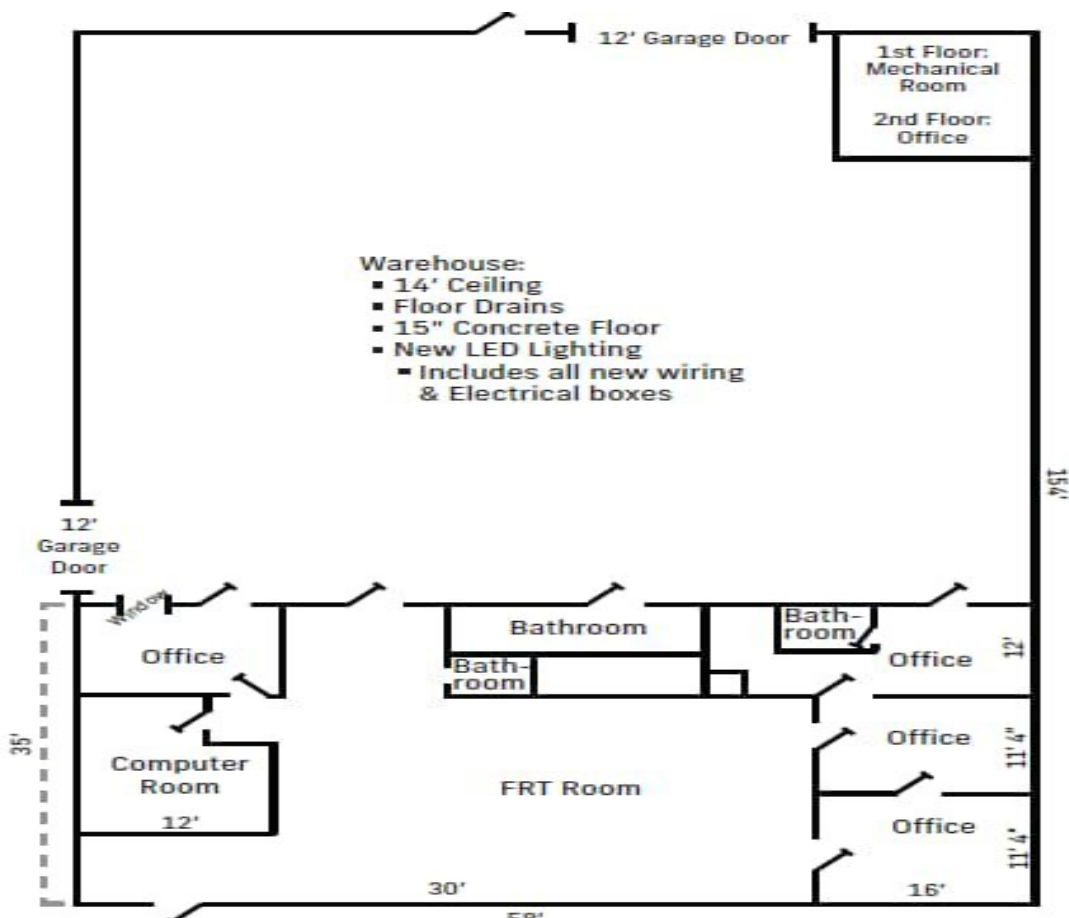 12' Garage Door
1st Floor:
Mechanical
Room
2nd Floor:
Office
Warehouse:
▪ 14' Ceiling
▪ Floor Drains
▪ 15" Concrete Floor
▪ New LED Lighting
▪ Includes all new wiring
& Electrical boxes
154'
12'
Garage
Door
Window
Office
Bathroom
Bath-
room
Bath-
room
Office
12'
35'
Computer
Room
12'
FRT Room
Office
11' 4"
Office
11' 4"
30'
16'
58'